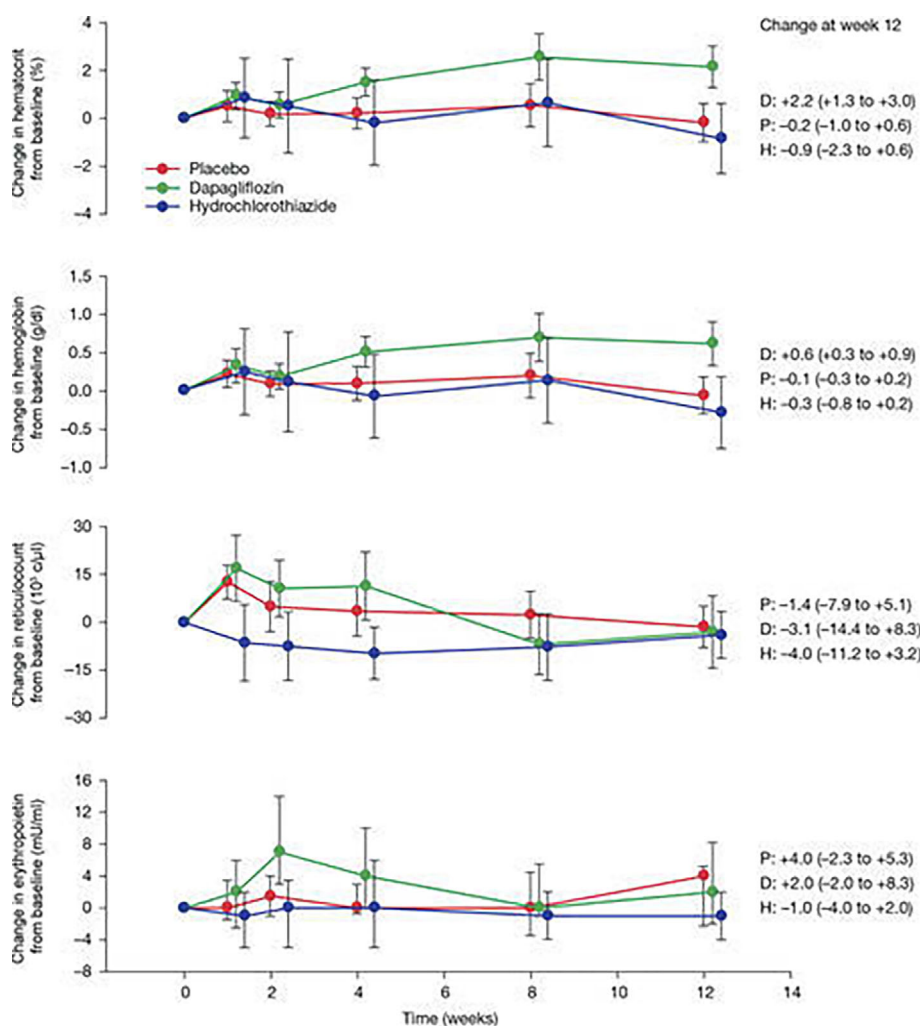 Change at week 12
Change in hematocrit
from baseline (%)
4
2
0
−2
−4
Placebo
Dapagliflozin
Hydrochlorothiazide
D: +2.2 (+1.3 to +3.0)
P: −0.2 (−1.0 to +0.6)
H: −0.9 (−2.3 to +0.6)
Change in hemoglobin
from baseline (g/dl)
1.5
1.0
0.5
0.0
−0.5
−1.0
D: +0.6 (+0.3 to +0.9)
P: −0.1 (−0.3 to +0.2)
H: −0.3 (−0.8 to +0.2)
Change in reticulocount
from baseline (10³ c/μl)
30
15
0
−15
−30
P: −1.4 (−7.9 to +5.1)
D: −3.1 (−14.4 to +8.3)
H: −4.0 (−11.2 to +3.2)
Change in erythropoietin
from baseline (mU/ml)
16
12
8
4
0
−4
−8
P: +4.0 (−2.3 to +5.3)
D: +2.0 (−2.0 to +8.3)
H: −1.0 (−4.0 to +2.0)
0 2 4 6 8 10 12 14
Time (weeks)